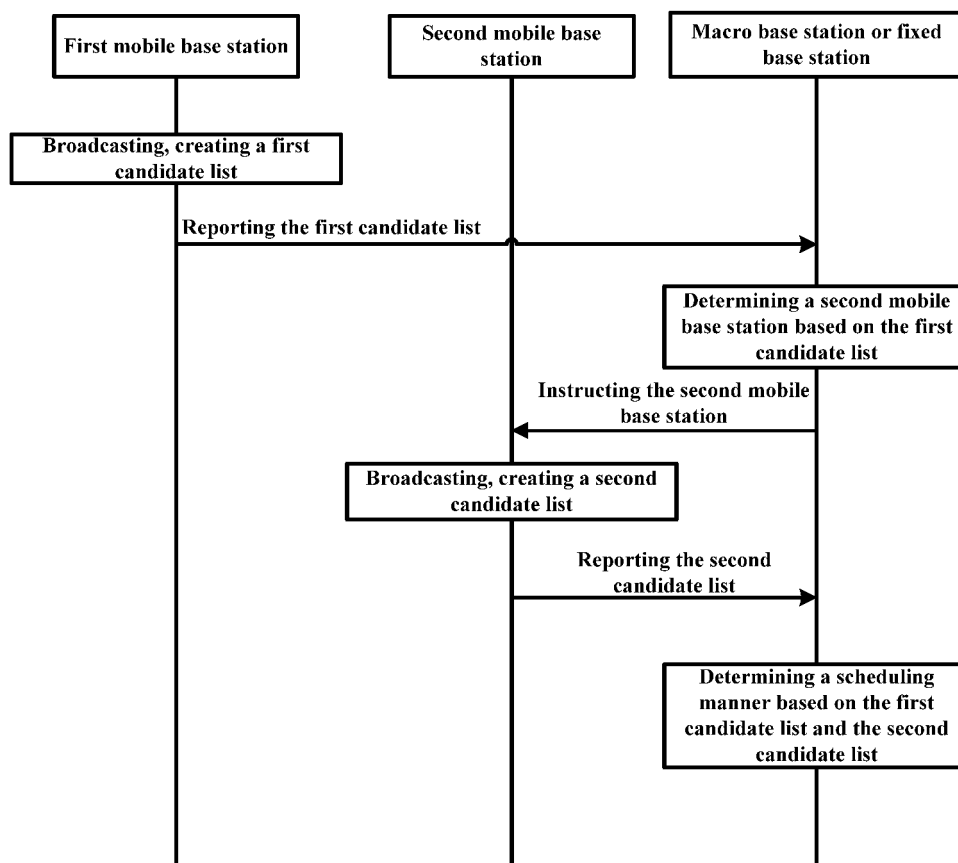 First mobile base station
Second mobile base
station
Macro base station or fixed
base station
Broadcasting, creating a first
candidate list
Reporting the first candidate list
Determining a second mobile
base station based on the first
candidate list
Instructing the second mobile
base station
Broadcasting, creating a second
candidate list
Reporting the second
candidate list
Determining a scheduling
manner based on the first
candidate list and the second
candidate list